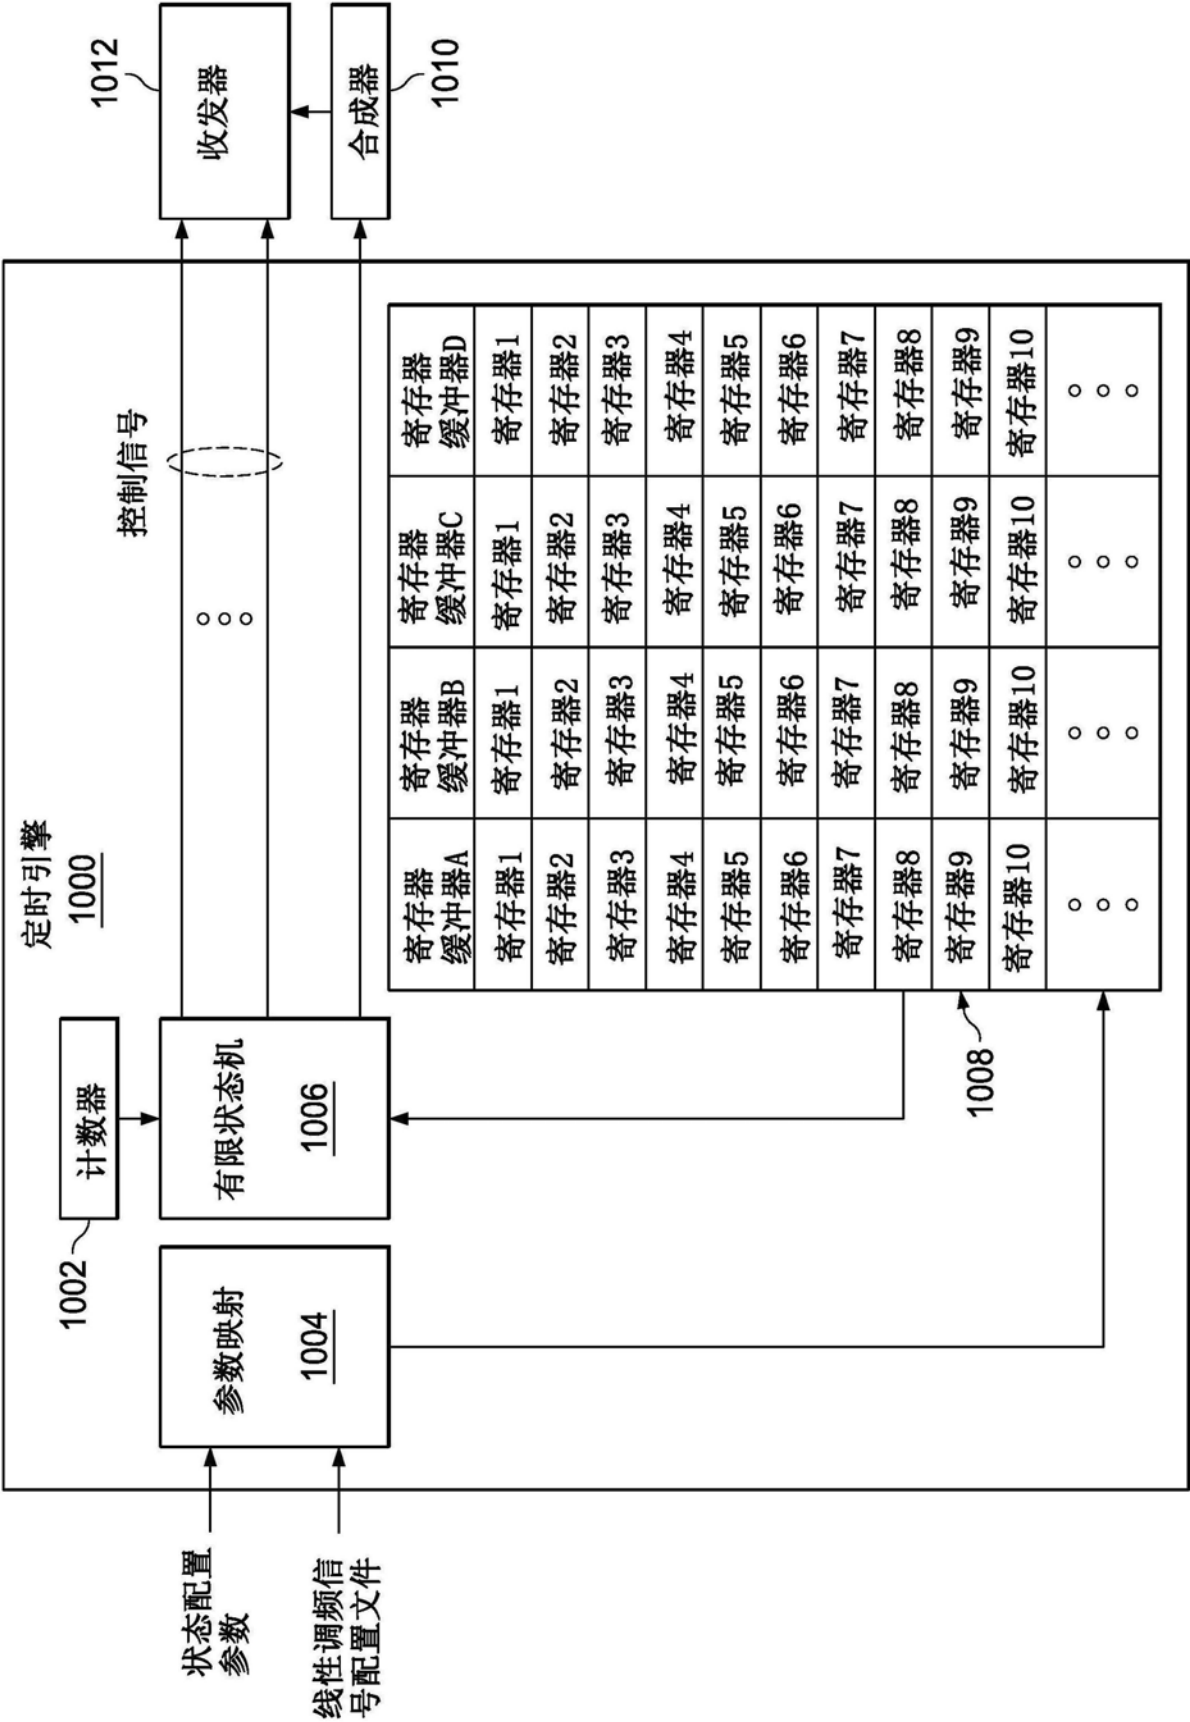 定时引擎
1000
状态配置
参数
线性调频信
号配置文件
参数映射
1004
1002
计数器
有限状态机
1006
控制信号
收发器
1012
合成器
1010
1008
寄存器
缓冲器A
寄存器
缓冲器B
寄存器
缓冲器C
寄存器
缓冲器D
寄存器1
寄存器1
寄存器1
寄存器1
寄存器2
寄存器2
寄存器2
寄存器2
寄存器3
寄存器3
寄存器3
寄存器3
寄存器4
寄存器4
寄存器4
寄存器4
寄存器5
寄存器5
寄存器5
寄存器5
寄存器6
寄存器6
寄存器6
寄存器6
寄存器7
寄存器7
寄存器7
寄存器7
寄存器8
寄存器8
寄存器8
寄存器8
寄存器9
寄存器9
寄存器9
寄存器9
寄存器10
寄存器10
寄存器10
寄存器10